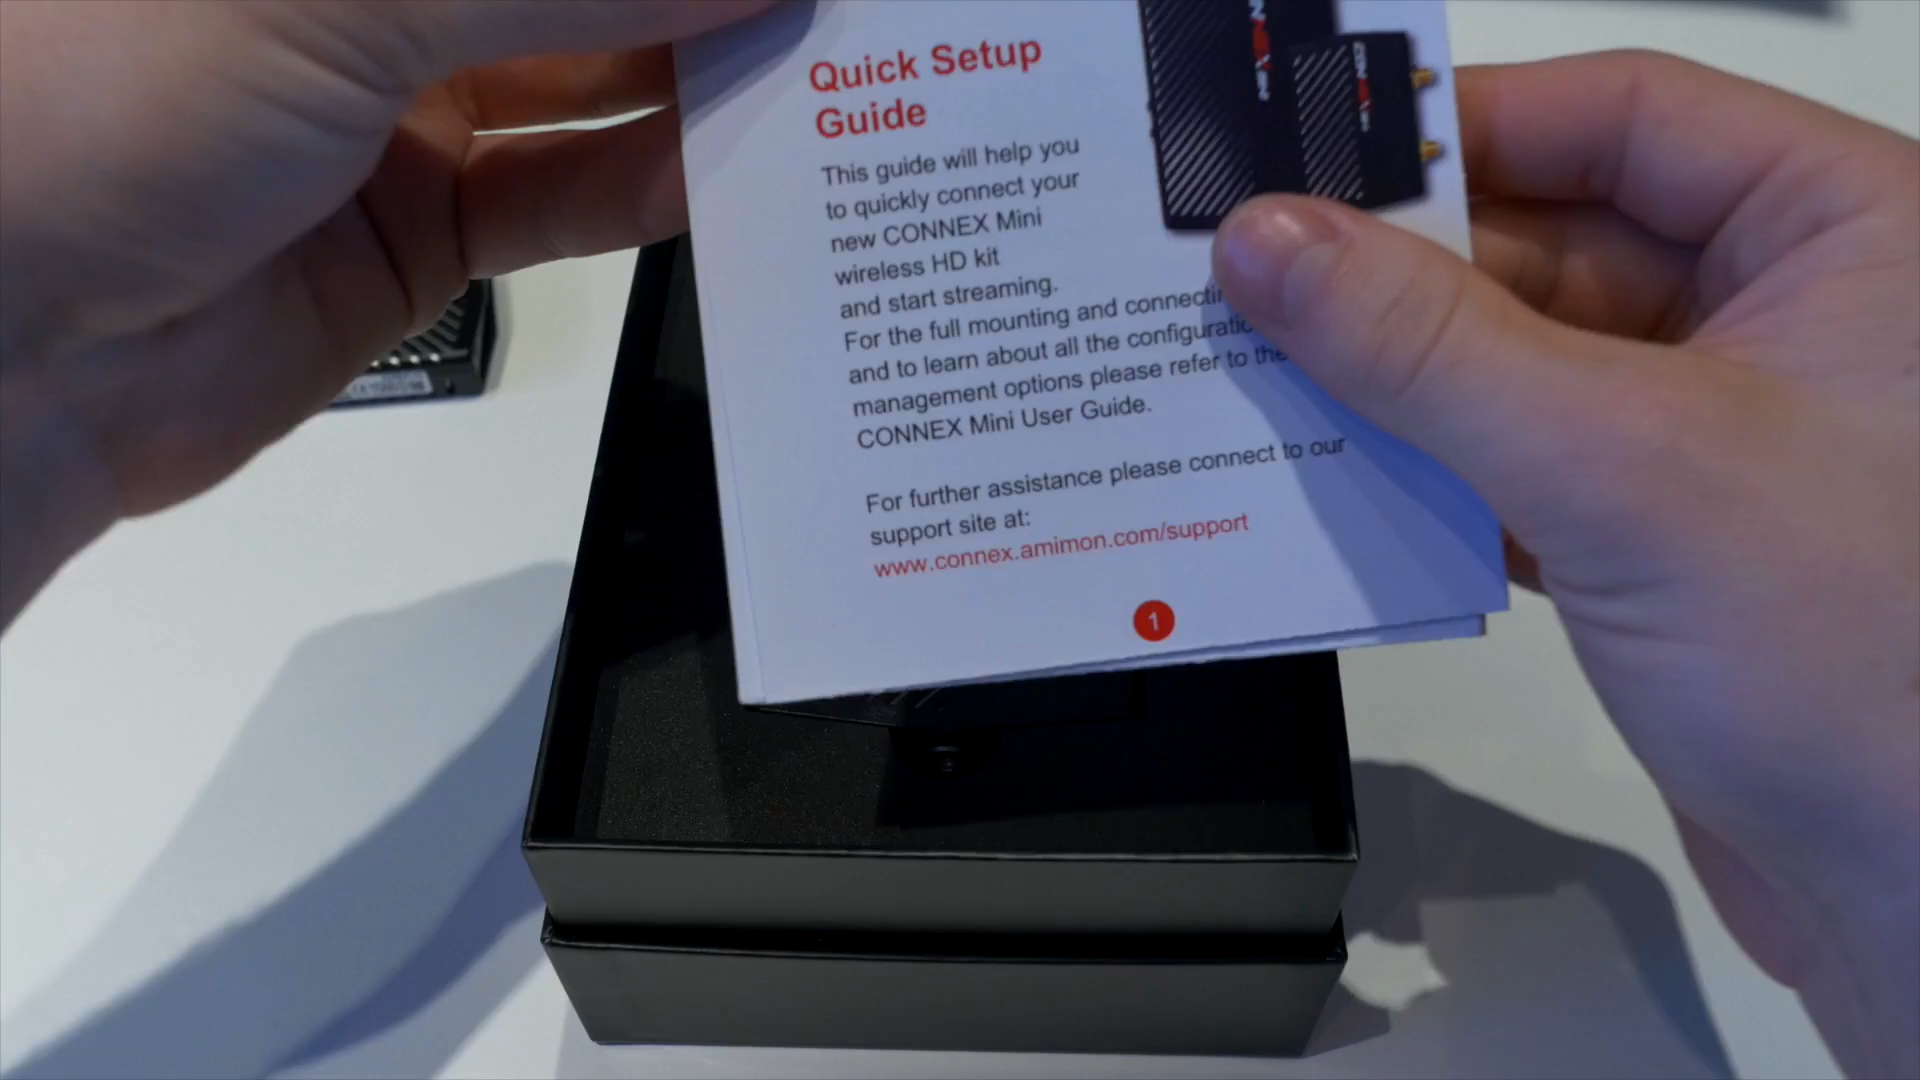 Quick Setup
Guide
This guide will help you
to quickly connect your
new CONNEX Mini
wireless HD kit
and start streaming.
For the full mounting and
and to learn about all the
management options please refer to the
CONNEX Mini User Guide.
For further assistance please connect to our
support site at:
www.connex.amimon.com/support
1
CONNEX